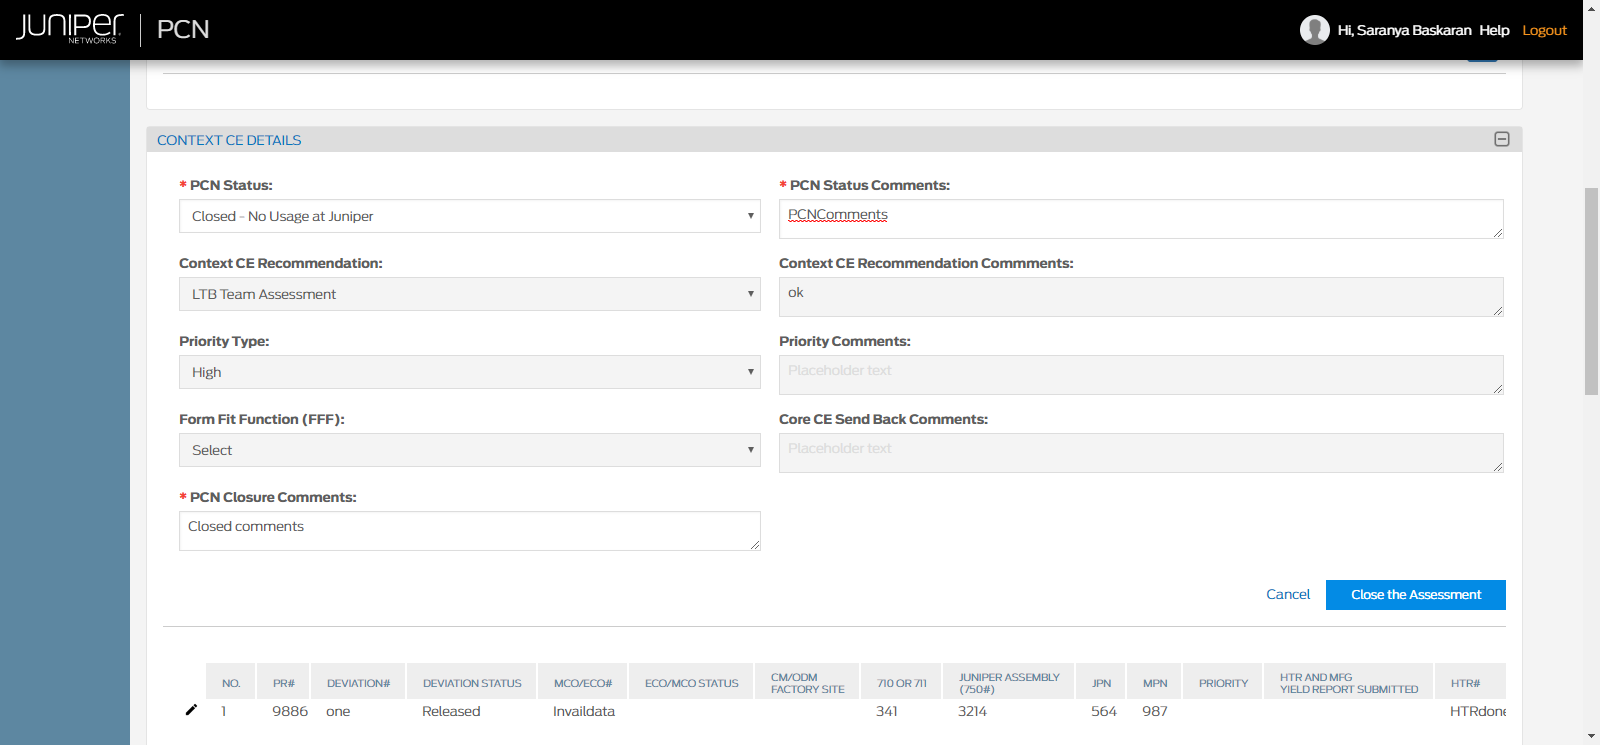 JUNIPEr
NETWORKS
PCN
Hi, Saranya Baskaran Help Logout
CONTEXT CE DETAILS
* PCN Status:
* PCN Status Comments:
Closed - No Usage at Juniper
PCNComments
Context CE Recommendation:
Context CE Recommendation Commments:
LTB Team Assessment
ok
Priority Type:
Priority Comments:
High
Placeholder text
Form Fit Function (FFF):
Core CE Send Back Comments:
Select
Placeholder text
* PCN Closure Comments:
Closed comments
Cancel Close the Assessment
NO. PR# DEVIATION# DEVIATION STATUS MCO/ECO# ECO/MCO STATUS CM/ODM FACTORY SITE 710 OR 711 JUNIPER ASSEMBLY (750#) JPN MPN PRIORITY HTR AND MFG YIELD REPORT SUBMITTED HTR#
1 9886 one Released Invaildata 341 3214 564 987 HTRdone